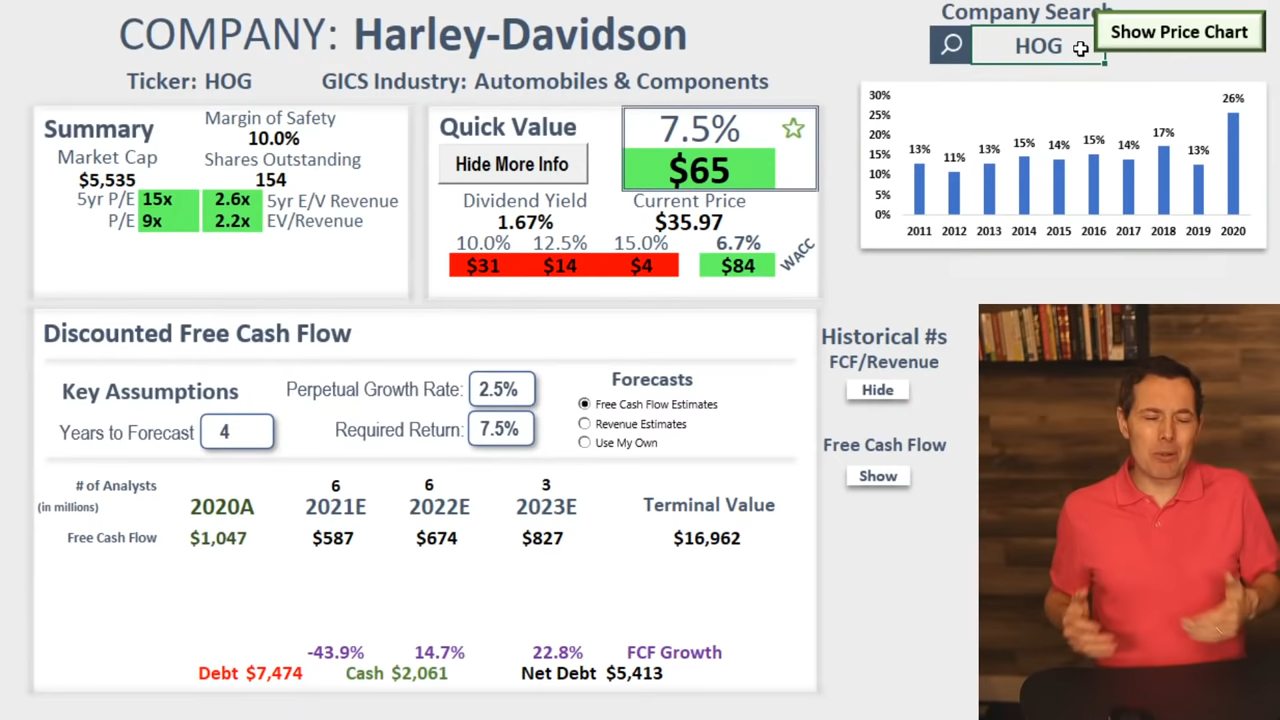 COMPANY: Harley-Davidson
Ticker: HOG
GICS Industry: Automobiles & Components
Company Search
HOG
Show Price Chart
Summary
Margin of Safety
10.0%
Market Cap
$5,535
Shares Outstanding
154
5yr P/E 15x 2.6x 5yr E/V Revenue
P/E 9x 2.2x EV/Revenue
Quick Value
Hide More Info
7.5%
$65
Dividend Yield
1.67%
Current Price
$35.97
10.0% 12.5% 15.0% 6.7%
$31 $14 $4 $84 WACC
30%
25%
20%
15%
10%
5%
0%
13% 11% 13% 15% 14% 15% 14% 17% 13% 26%
2011 2012 2013 2014 2015 2016 2017 2018 2019 2020
Discounted Free Cash Flow
Key Assumptions
Years to Forecast 4
Perpetual Growth Rate: 2.5%
Required Return: 7.5%
Forecasts
Free Cash Flow Estimates
Revenue Estimates
Use My Own
# of Analysts 6 6 3
(in millions) 2020A 2021E 2022E 2023E Terminal Value
Free Cash Flow $1,047 $587 $674 $827 $16,962
-43.9% 14.7% 22.8% FCF Growth
Debt $7,474 Cash $2,061 Net Debt $5,413
Historical #s
FCF/Revenue
Hide
Free Cash Flow
Show